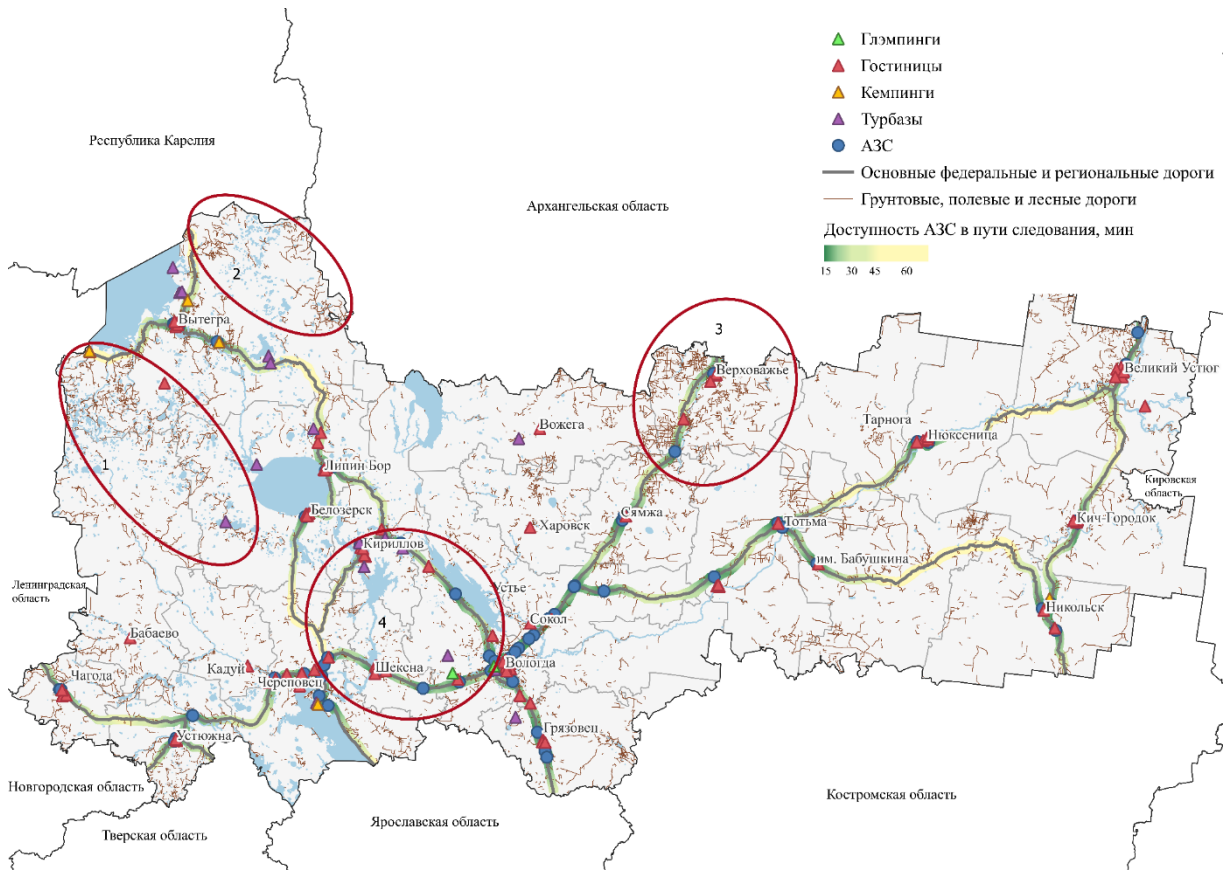 Глэмпинги
Гостиницы
Кемпинги
Турбазы
АЗС
Основные федеральные и региональные дороги
Грунтовые, полевые и лесные дороги
Доступность АЗС в пути следования, мин
15 30 45 60
Республика Карелия
Архангельская область
2
Вытегра
3
Верховажье
Великий Устюг
Вожега
Тарнога
Нюксеница
1
Липин Бор
Кировская
область
Белозерск
Харовск
Сямжа
Тотьма
Кич-Городок
Кириллов
им. Бабушкина
Ленинградская
область
Устье
4
Сокол
Никольск
Бабаево
Кадуй
Шексна
Вологда
Чагода
Череповец
Устюжна
Грязовец
Новгородская область
Тверская область
Ярославская область
Костромская область